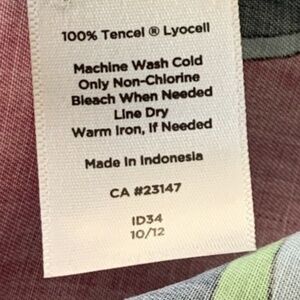 100% Tencel ® Lyocell
Machine Wash Cold
Only Non-Chlorine
Bleach When Needed
Line Dry
Warm Iron, If Needed
Made In Indonesia
CA #23147
ID34
10/12